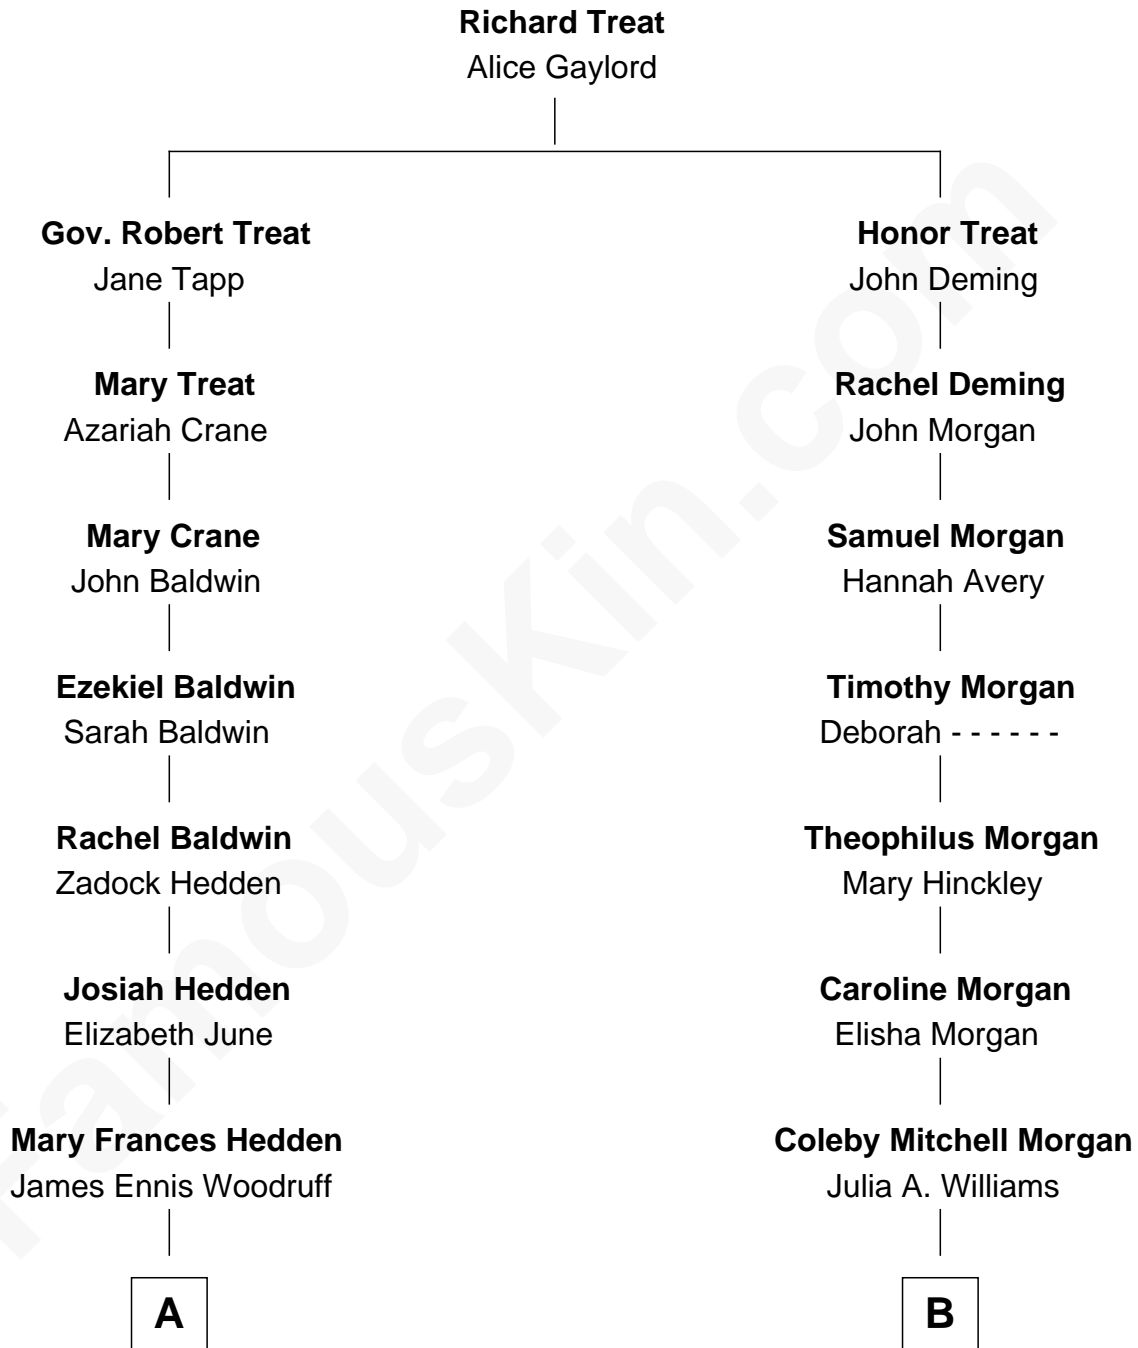 Richard Treat
Alice Gaylord
Gov. Robert Treat
Jane Tapp
Honor Treat
John Deming
Mary Treat
Azariah Crane
Rachel Deming
John Morgan
Mary Crane
John Baldwin
Samuel Morgan
Hannah Avery
Ezekiel Baldwin
Sarah Baldwin
Timothy Morgan
Deborah - - - - - -
Rachel Baldwin
Zadock Hedden
Theophilus Morgan
Mary Hinckley
Josiah Hedden
Elizabeth June
Caroline Morgan
Elisha Morgan
Mary Frances Hedden
James Ennis Woodruff
Coleby Mitchell Morgan
Julia A. Williams
A
B
FamousKin.com